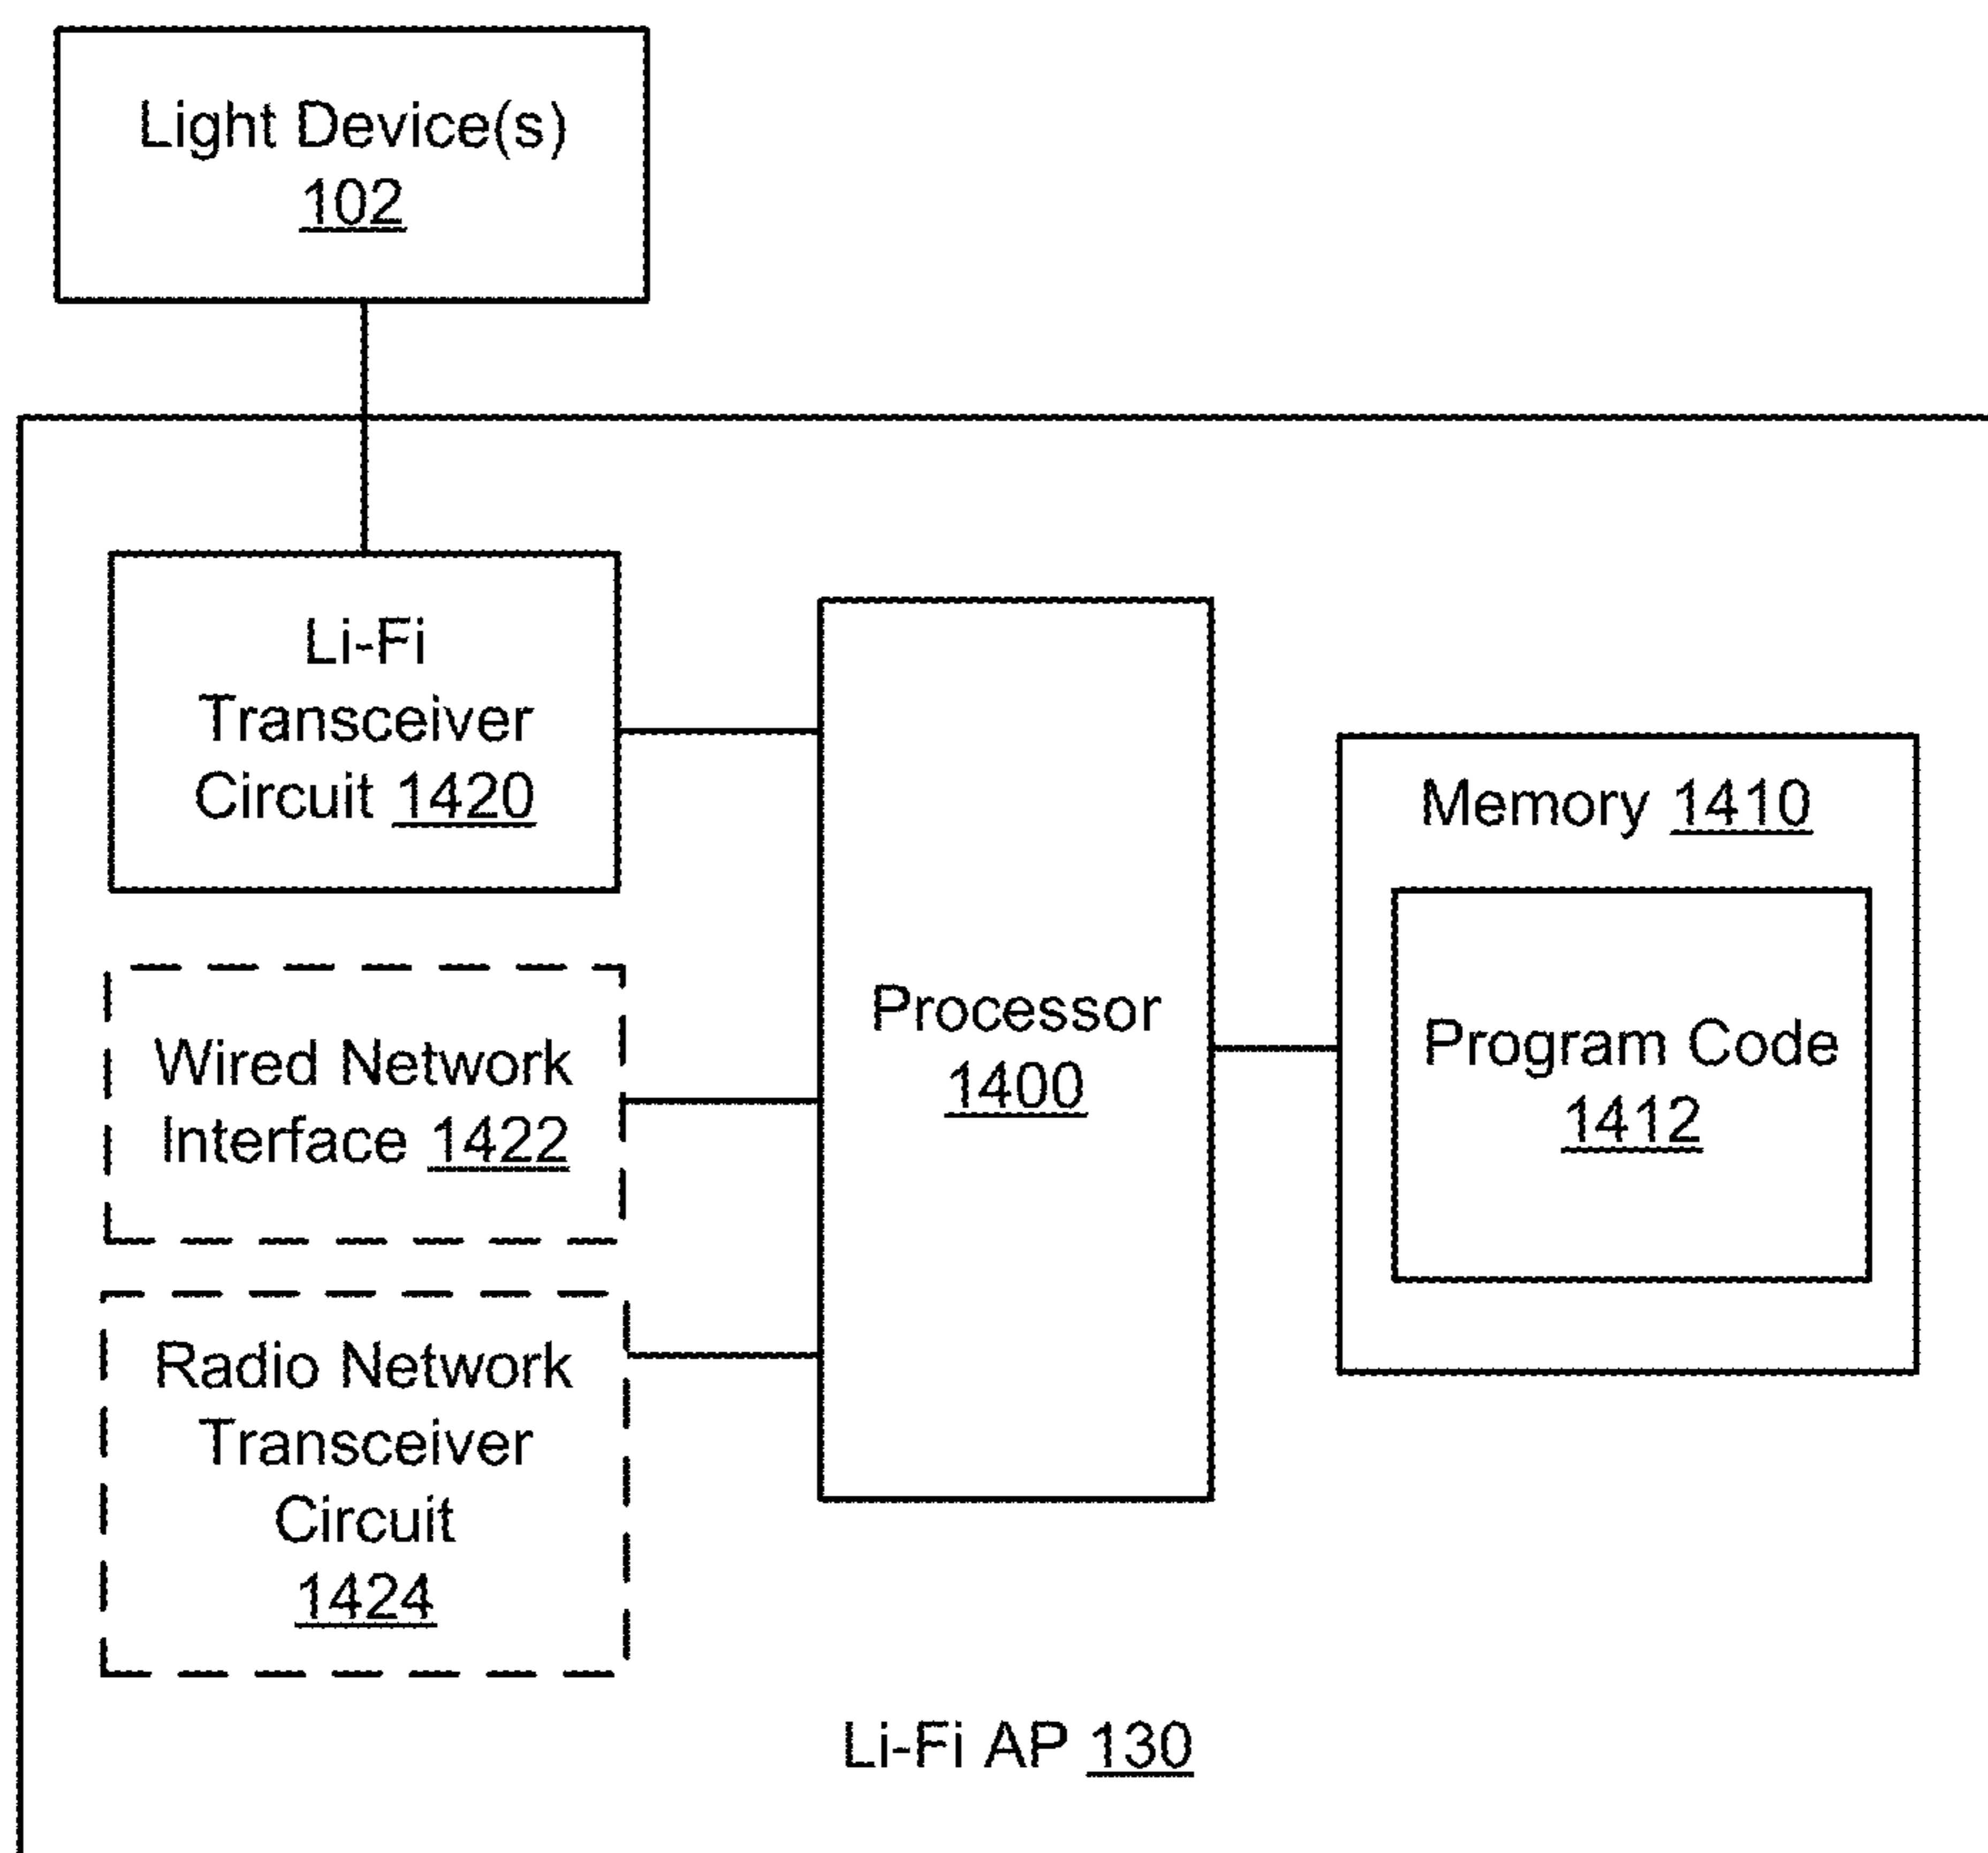 Light Device(s)
102
Li-Fi
Transceiver
Circuit 1420
Wired Network
Interface 1422
Radio Network
Transceiver
Circuit
1424
Processor
1400
Memory 1410
Program Code
1412
Li-Fi AP 130